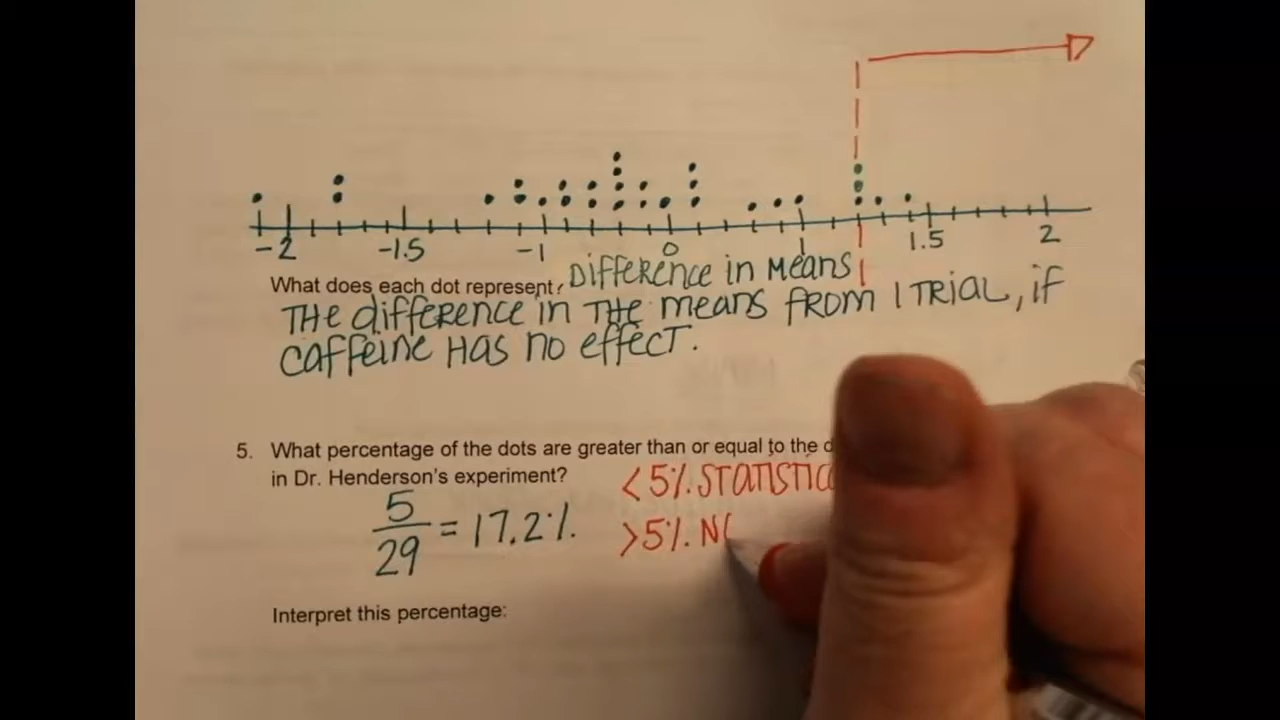 -2 -1.5 -1 0 1 1.5 2
What does each dot represent? DIFFERENCE in MEANS
THE difference in THE means from 1 TRIAL, if
caffeine HAS no effect.
5. What percentage of the dots are greater than or equal to the
in Dr. Henderson's experiment? <5%
5/29 = 17.2% >5%
Interpret this percentage: